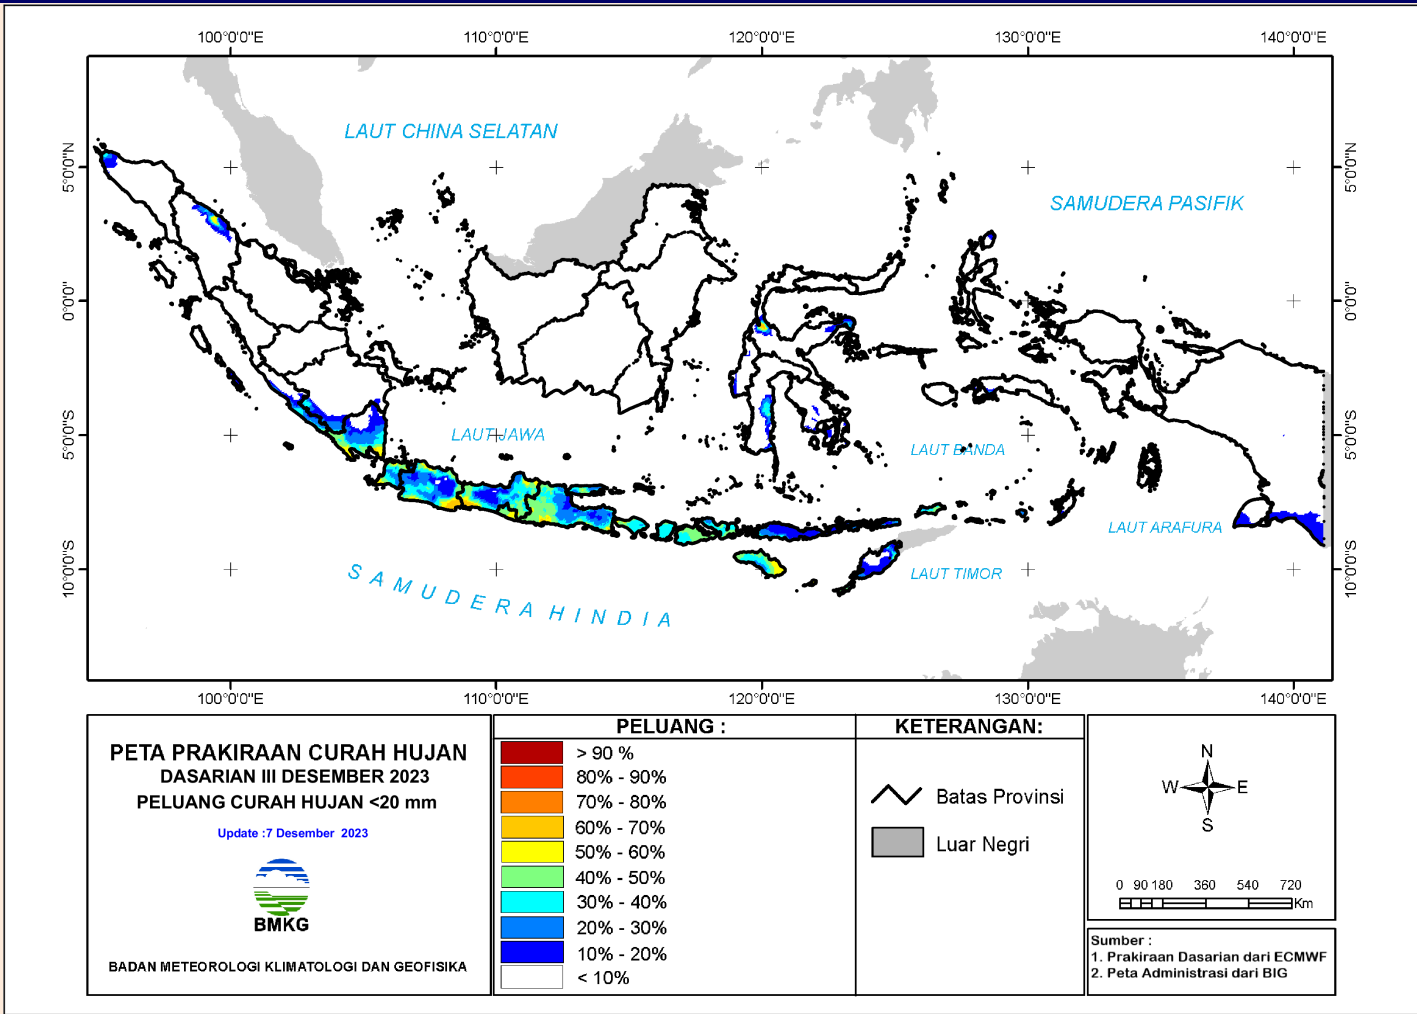 100°0'0"E 110°0'0"E 120°0'0"E 130°0'0"E 140°0'0"E
5°0'0"N
0°0'0"
5°0'0"S
10°0'0"S
LAUT CHINA SELATAN
SAMUDERA PASIFIK
LAUT JAWA
LAUT BANDA
LAUT ARAFURA
LAUT TIMOR
SAMUDERA HINDIA
5°0'0"N
0°0'0"
5°0'0"S
10°0'0"S
100°0'0"E 110°0'0"E 120°0'0"E 130°0'0"E 140°0'0"E
PETA PRAKIRAAN CURAH HUJAN
DASARIAN III DESEMBER 2023
PELUANG CURAH HUJAN <20 mm
Update :7 Desember 2023
BMKG
BADAN METEOROLOGI KLIMATOLOGI DAN GEOFISIKA
PELUANG :
> 90 %
80% - 90%
70% - 80%
60% - 70%
50% - 60%
40% - 50%
30% - 40%
20% - 30%
10% - 20%
< 10%
KETERANGAN:
Batas Provinsi
Luar Negri
N
W E
S
0 90 180 360 540 720
Km
Sumber :
1. Prakiraan Dasarian dari ECMWF
2. Peta Administrasi dari BIG